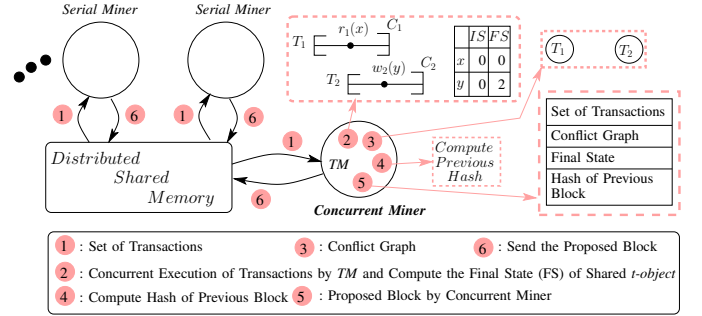 Serial Miner
Serial Miner
1
6
1
6
Distributed
Shared
Memory
1
6
TM
2
3
4
5
Concurrent Miner
T1
r1(x)
C1
T2
w2(y)
C2
IS FS
x 0 0
y 0 2
T1
T2
Compute
Previous
Hash
Set of Transactions
Conflict Graph
Final State
Hash of Previous
Block
1 : Set of Transactions 3 : Conflict Graph 6 : Send the Proposed Block
2 : Concurrent Execution of Transactions by TM and Compute the Final State (FS) of Shared t-object
4 : Compute Hash of Previous Block 5 : Proposed Block by Concurrent Miner